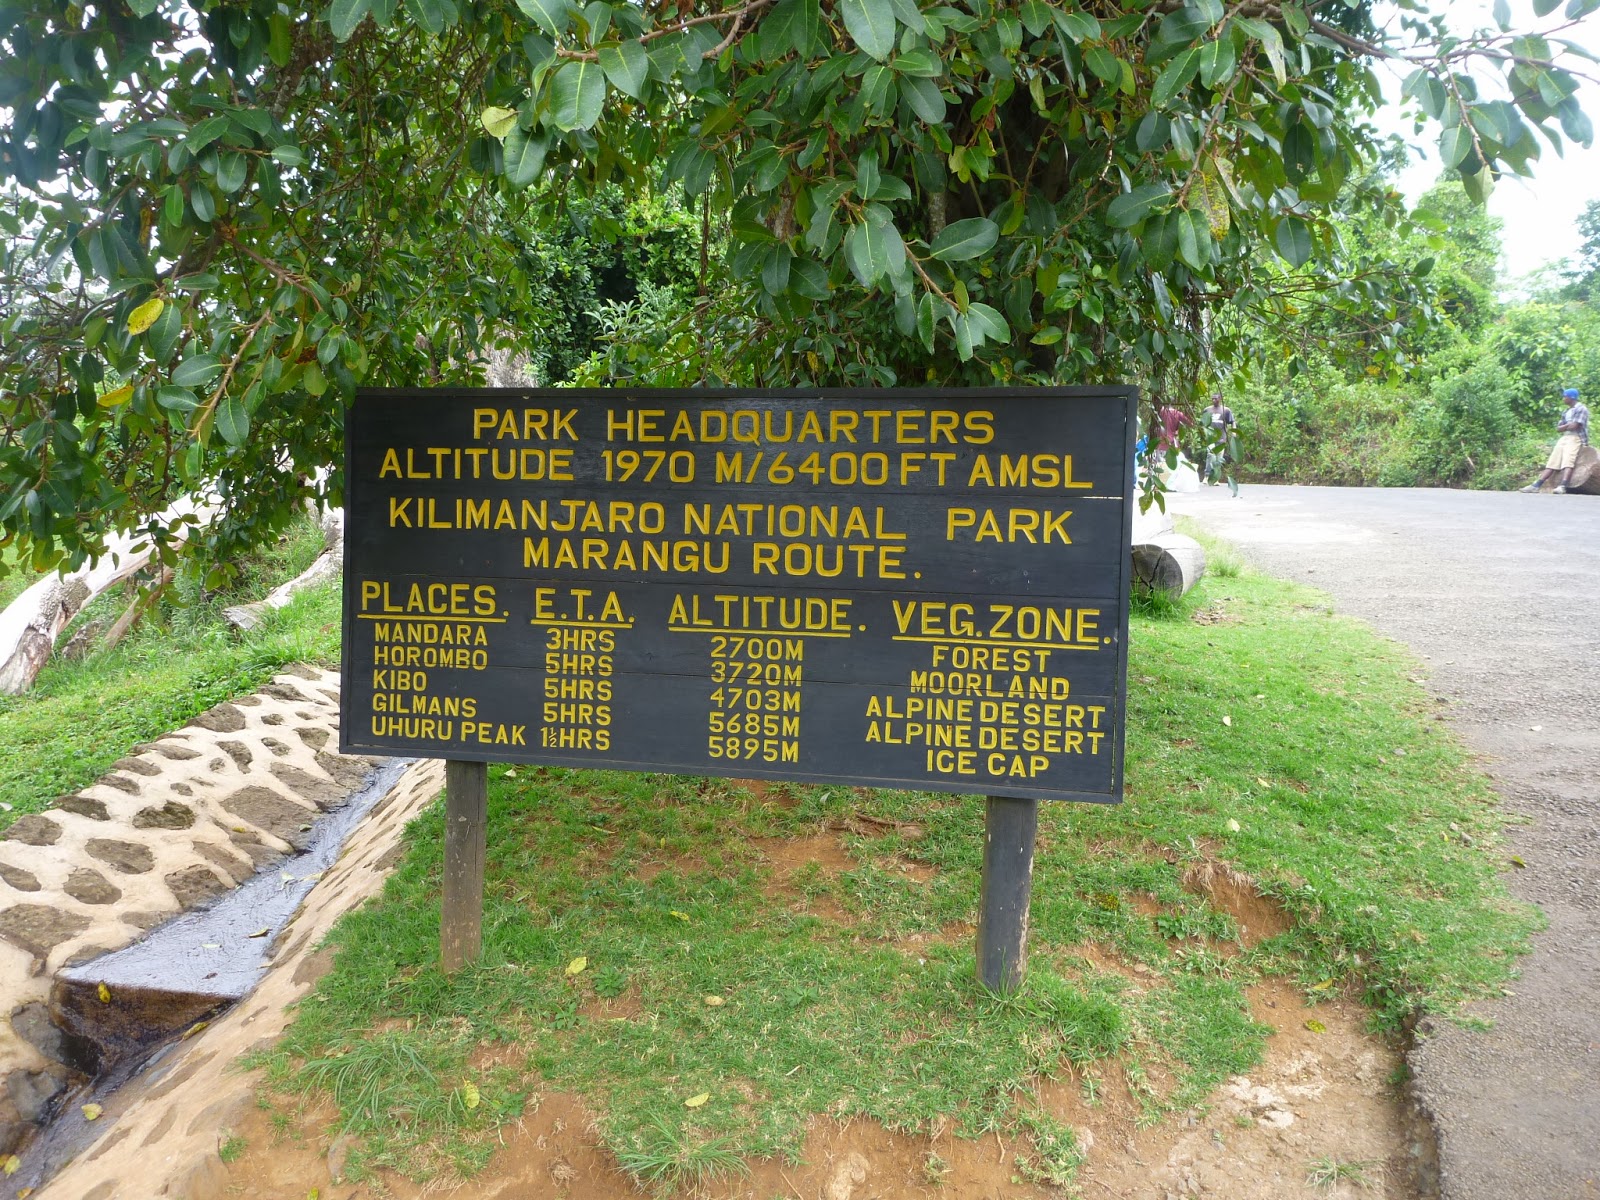 PARK HEADQUARTERS
ALTITUDE 1970 M/6400 FT AMSL
KILIMANJARO NATIONAL PARK
MARANGU ROUTE.
PLACES. E.T.A. ALTITUDE. VEG.ZONE.
MANDARA 3HRS 2700M FOREST
HOROMBO 5HRS 3720M MOORLAND
KIBO 5HRS 4703M ALPINE DESERT
GILMANS 5HRS 5685M ALPINE DESERT
UHURU PEAK 1½HRS 5895M ICE CAP